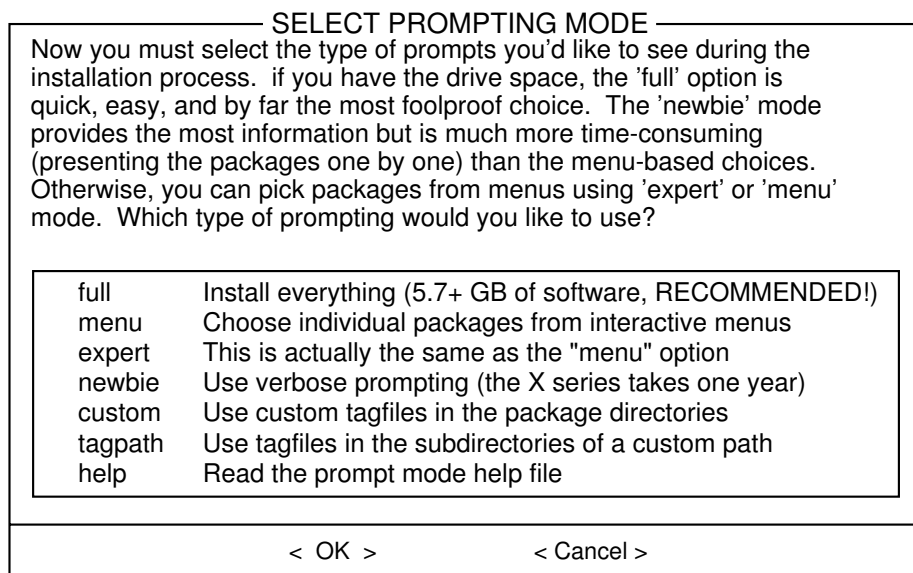 SELECT PROMPTING MODE
Now you must select the type of prompts you’d like to see during the
installation process.  if you have the drive space, the ’full’ option is
quick, easy, and by far the most foolproof choice.  The ’newbie’ mode
provides the most information but is much more time-consuming
(presenting the packages one by one) than the menu-based choices.
Otherwise, you can pick packages from menus using ’expert’ or ’menu’
mode.  Which type of prompting would you like to use?
full Install everything (5.7+ GB of software, RECOMMENDED!)
menu Choose individual packages from interactive menus
expert This is actually the same as the "menu" option
newbie Use verbose prompting (the X series takes one year)
custom Use custom tagfiles in the package directories
tagpath Use tagfiles in the subdirectories of a custom path
help Read the prompt mode help file
< OK > < Cancel >